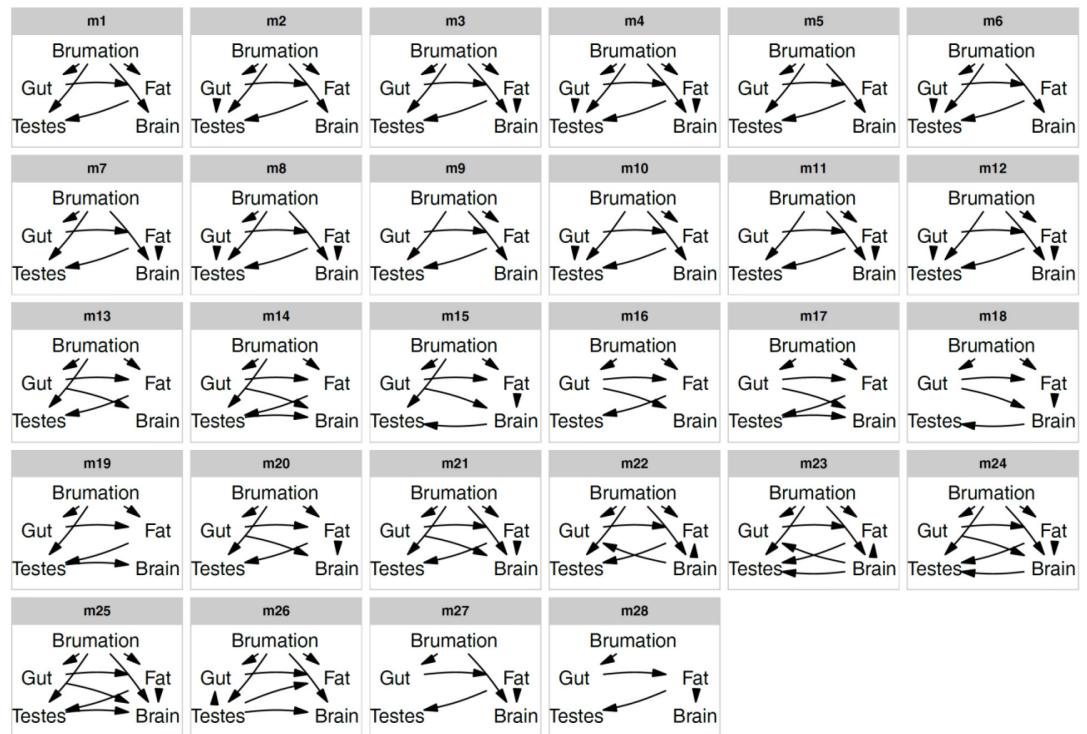 m1 m2 m3 m4 m5 m6
Brumation Brumation Brumation Brumation Brumation Brumation
Gut Fat Gut Fat Gut Fat Gut Fat Gut Fat Gut Fat
Testes Brain Testes Brain Testes Brain Testes Brain Testes Brain Testes Brain
m7 m8 m9 m10 m11 m12
Brumation Brumation Brumation Brumation Brumation Brumation
Gut Fat Gut Fat Gut Fat Gut Fat Gut Fat Gut Fat
Testes Brain Testes Brain Testes Brain Testes Brain Testes Brain Testes Brain
m13 m14 m15 m16 m17 m18
Brumation Brumation Brumation Brumation Brumation Brumation
Gut Fat Gut Fat Gut Fat Gut Fat Gut Fat Gut Fat
Testes Brain Testes Brain Testes Brain Testes Brain Testes Brain Testes Brain
m19 m20 m21 m22 m23 m24
Brumation Brumation Brumation Brumation Brumation Brumation
Gut Fat Gut Fat Gut Fat Gut Fat Gut Fat Gut Fat
Testes Brain Testes Brain Testes Brain Testes Brain Testes Brain Testes Brain
m25 m26 m27 m28
Brumation Brumation Brumation Brumation
Gut Fat Gut Fat Gut Fat Gut Fat
Testes Brain Testes Brain Testes Brain Testes Brain